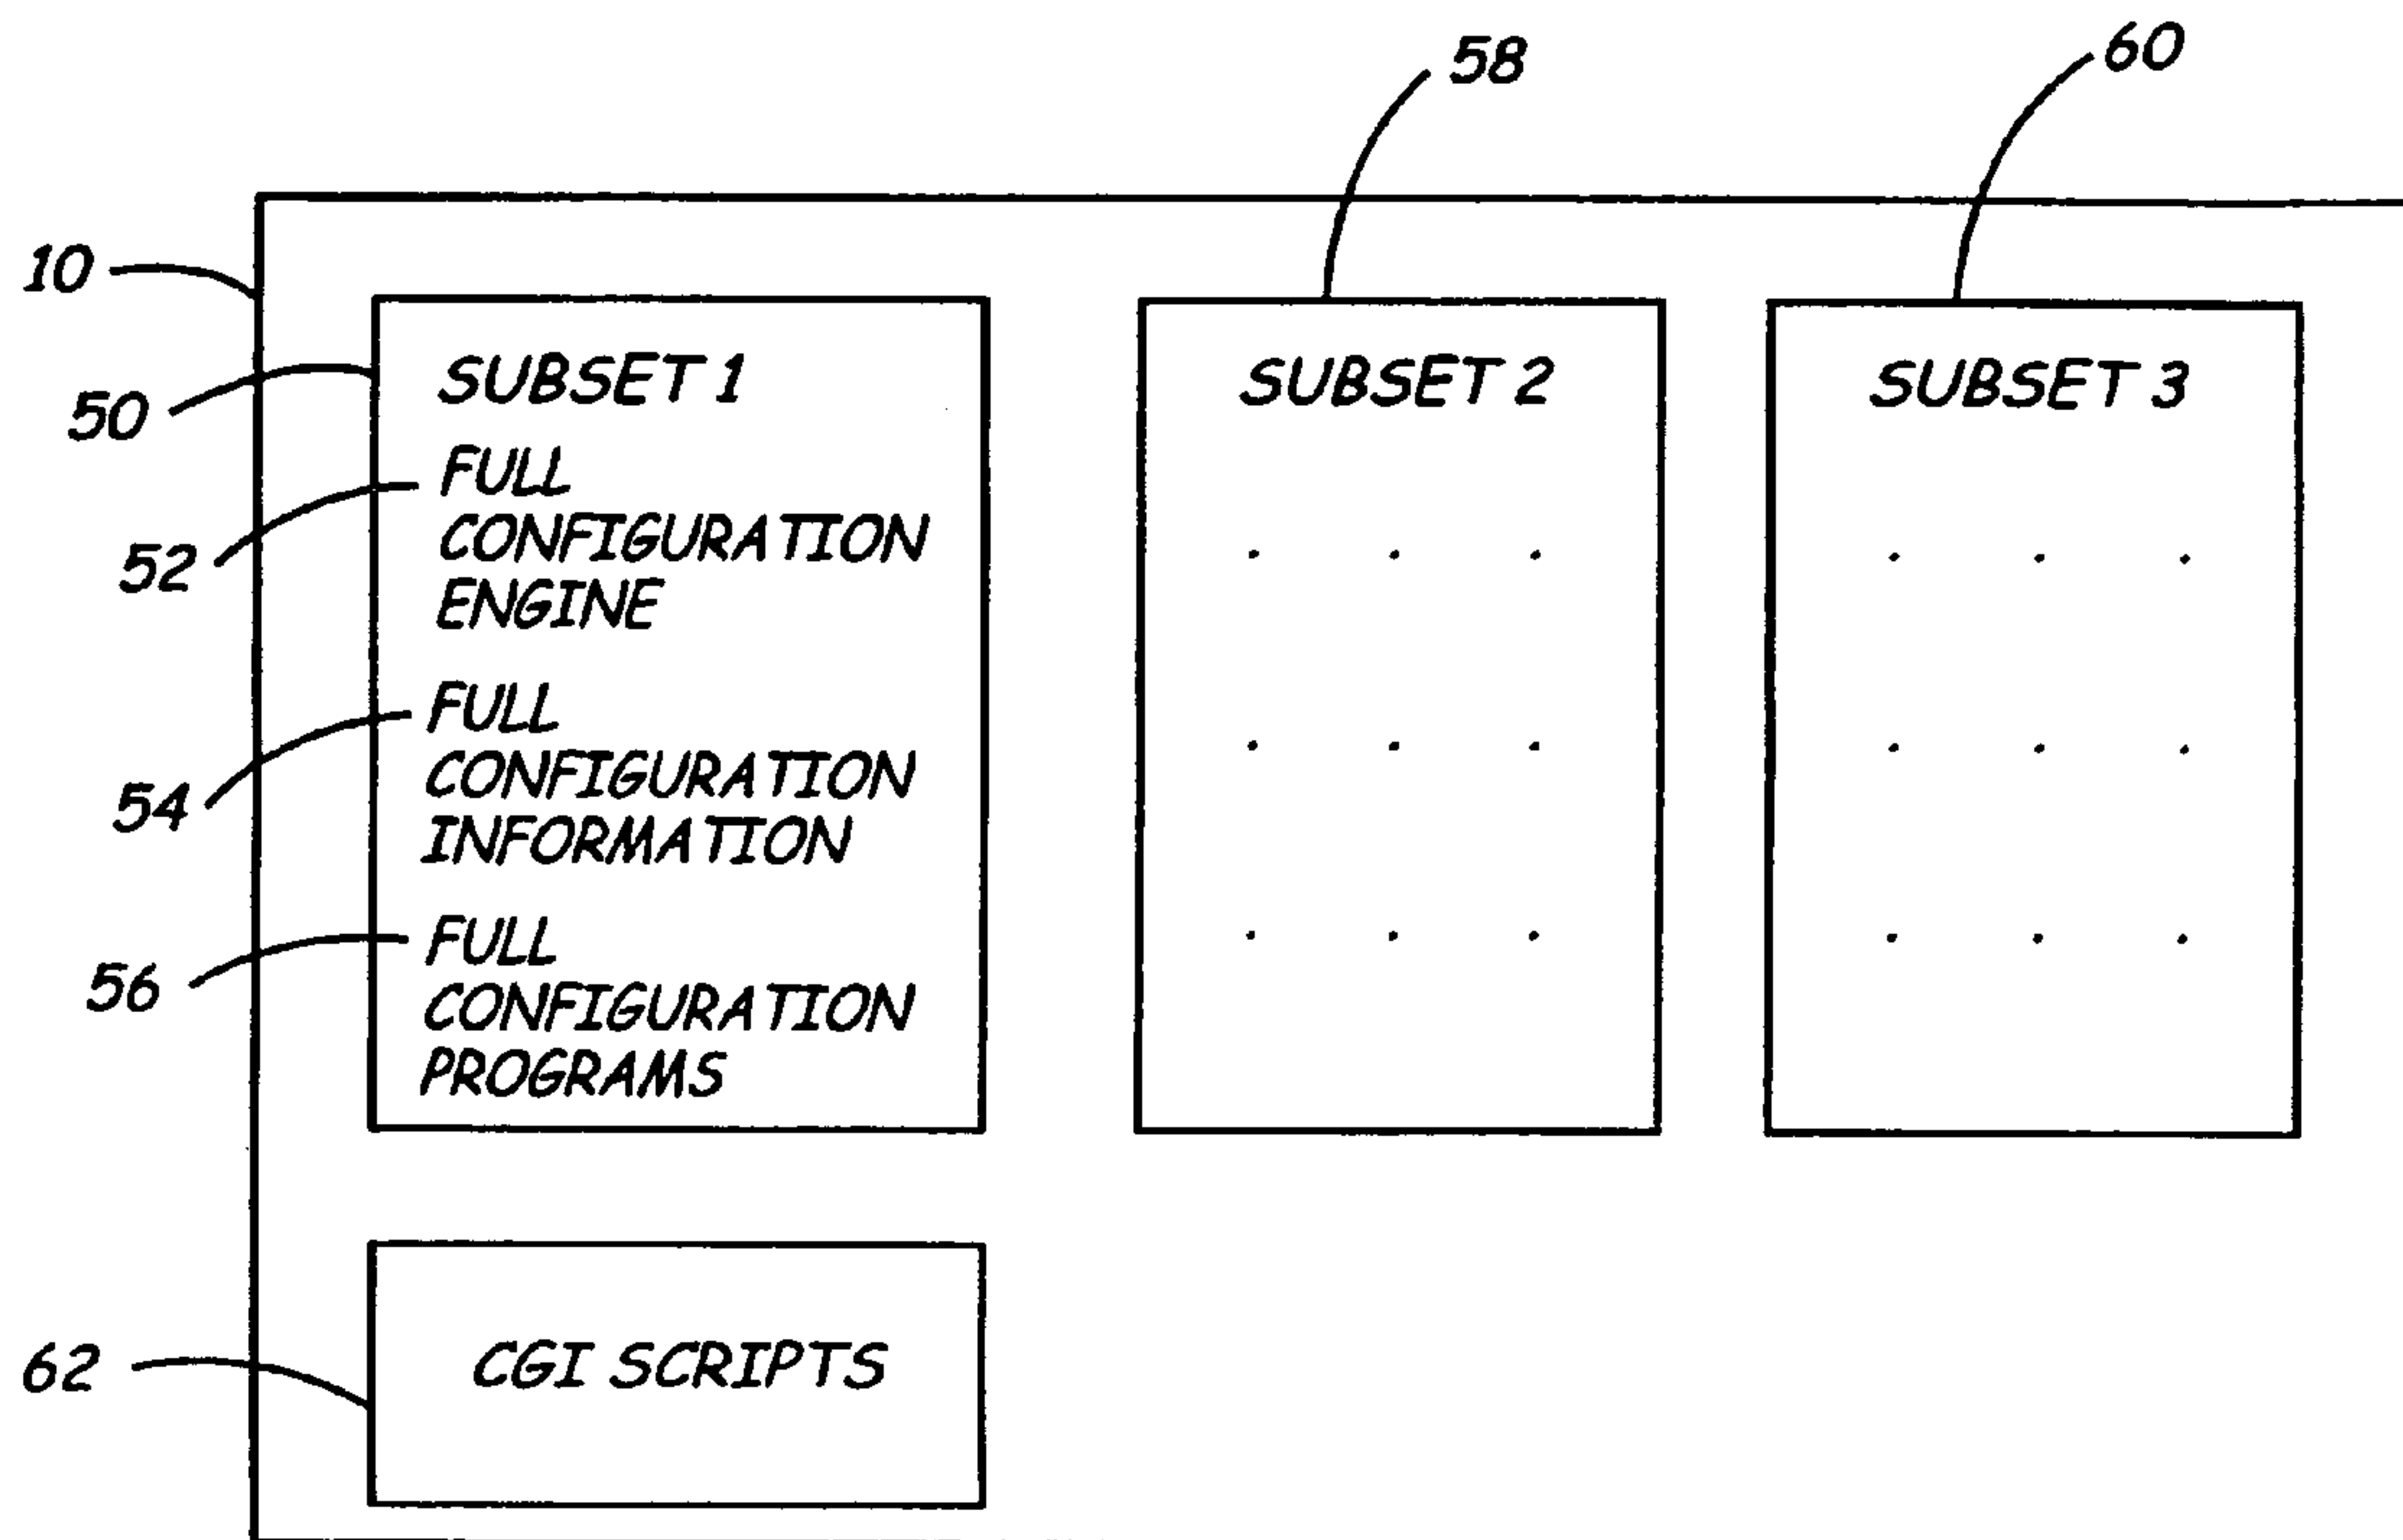 58
60
10
50
SUBSET 1
SUBSET 2
SUBSET 3
52
FULL
CONFIGURATION
ENGINE
54
FULL
CONFIGURATION
INFORMATION
56
FULL
CONFIGURATION
PROGRAMS
62
CGI SCRIPTS